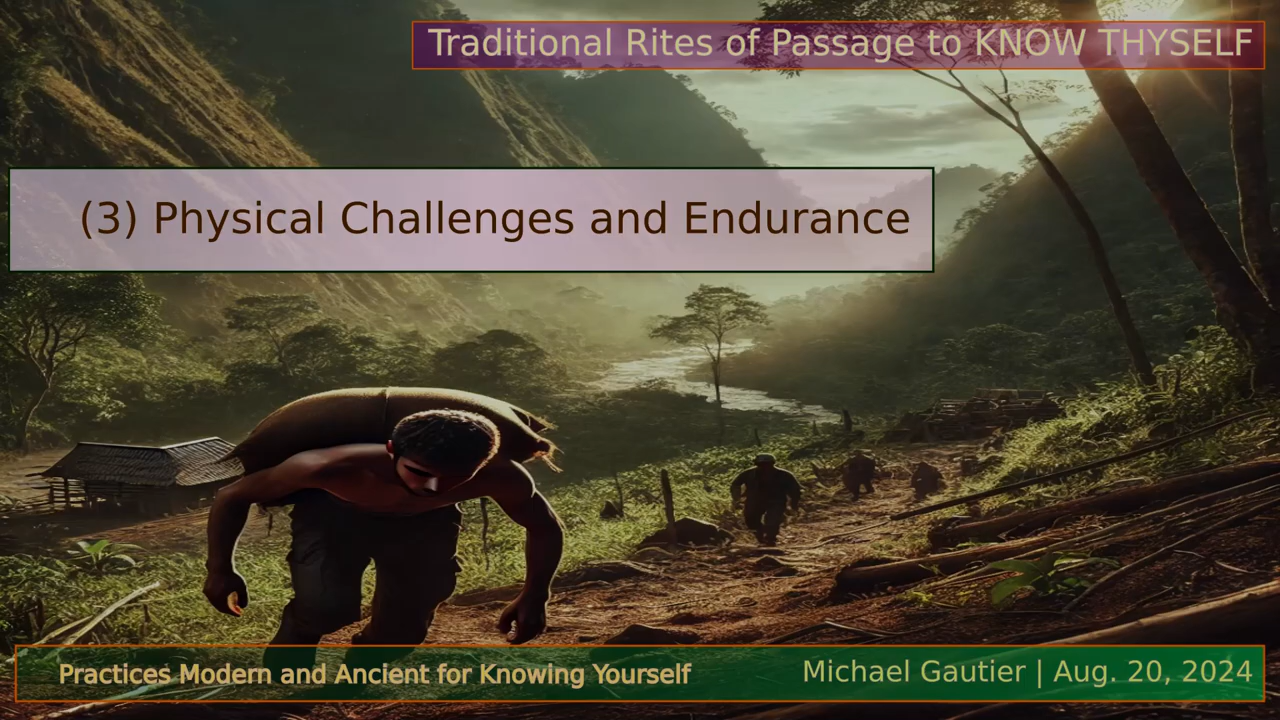 Traditional Rites of Passage to KNOW THYSELF
(3) Physical Challenges and Endurance
Practices Modern and Ancient for Knowing Yourself
Michael Gautier | Aug. 20, 2024